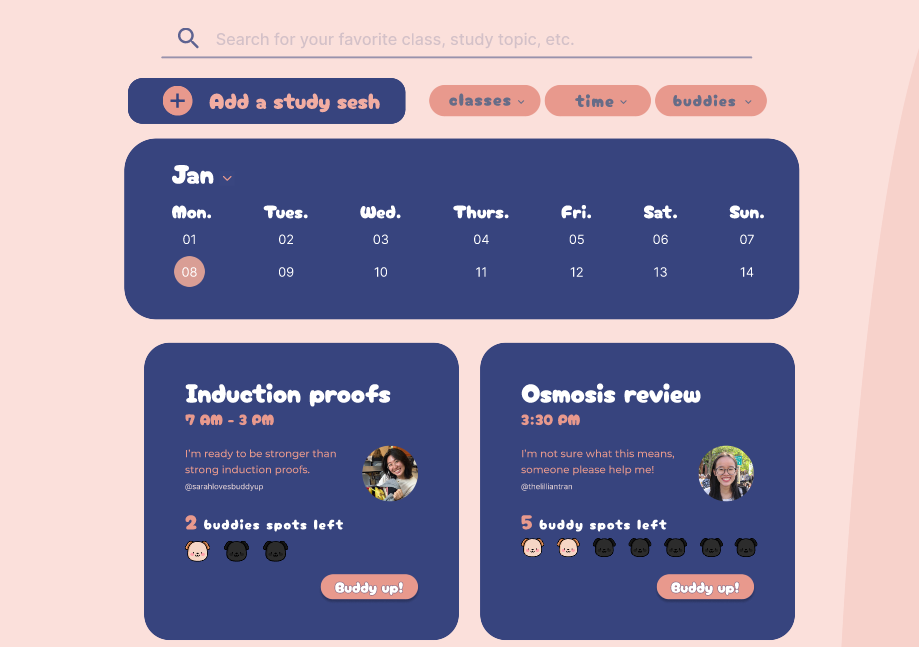 Search for your favorite class, study topic, etc.
Add a study sesh
classes
time
buddies
Jan
Mon. Tues. Wed. Thurs. Fri. Sat. Sun.
01 02 03 04 05 06 07
08 09 10 11 12 13 14
Induction proofs
7 AM - 3 PM
I'm ready to be stronger than
strong induction proofs.
@sarahlovesbuddyup
2 buddies spots left
Buddy up!
Osmosis review
3:30 PM
I'm not sure what this means,
someone please help me!
@thelilliantran
5 buddy spots left
Buddy up!